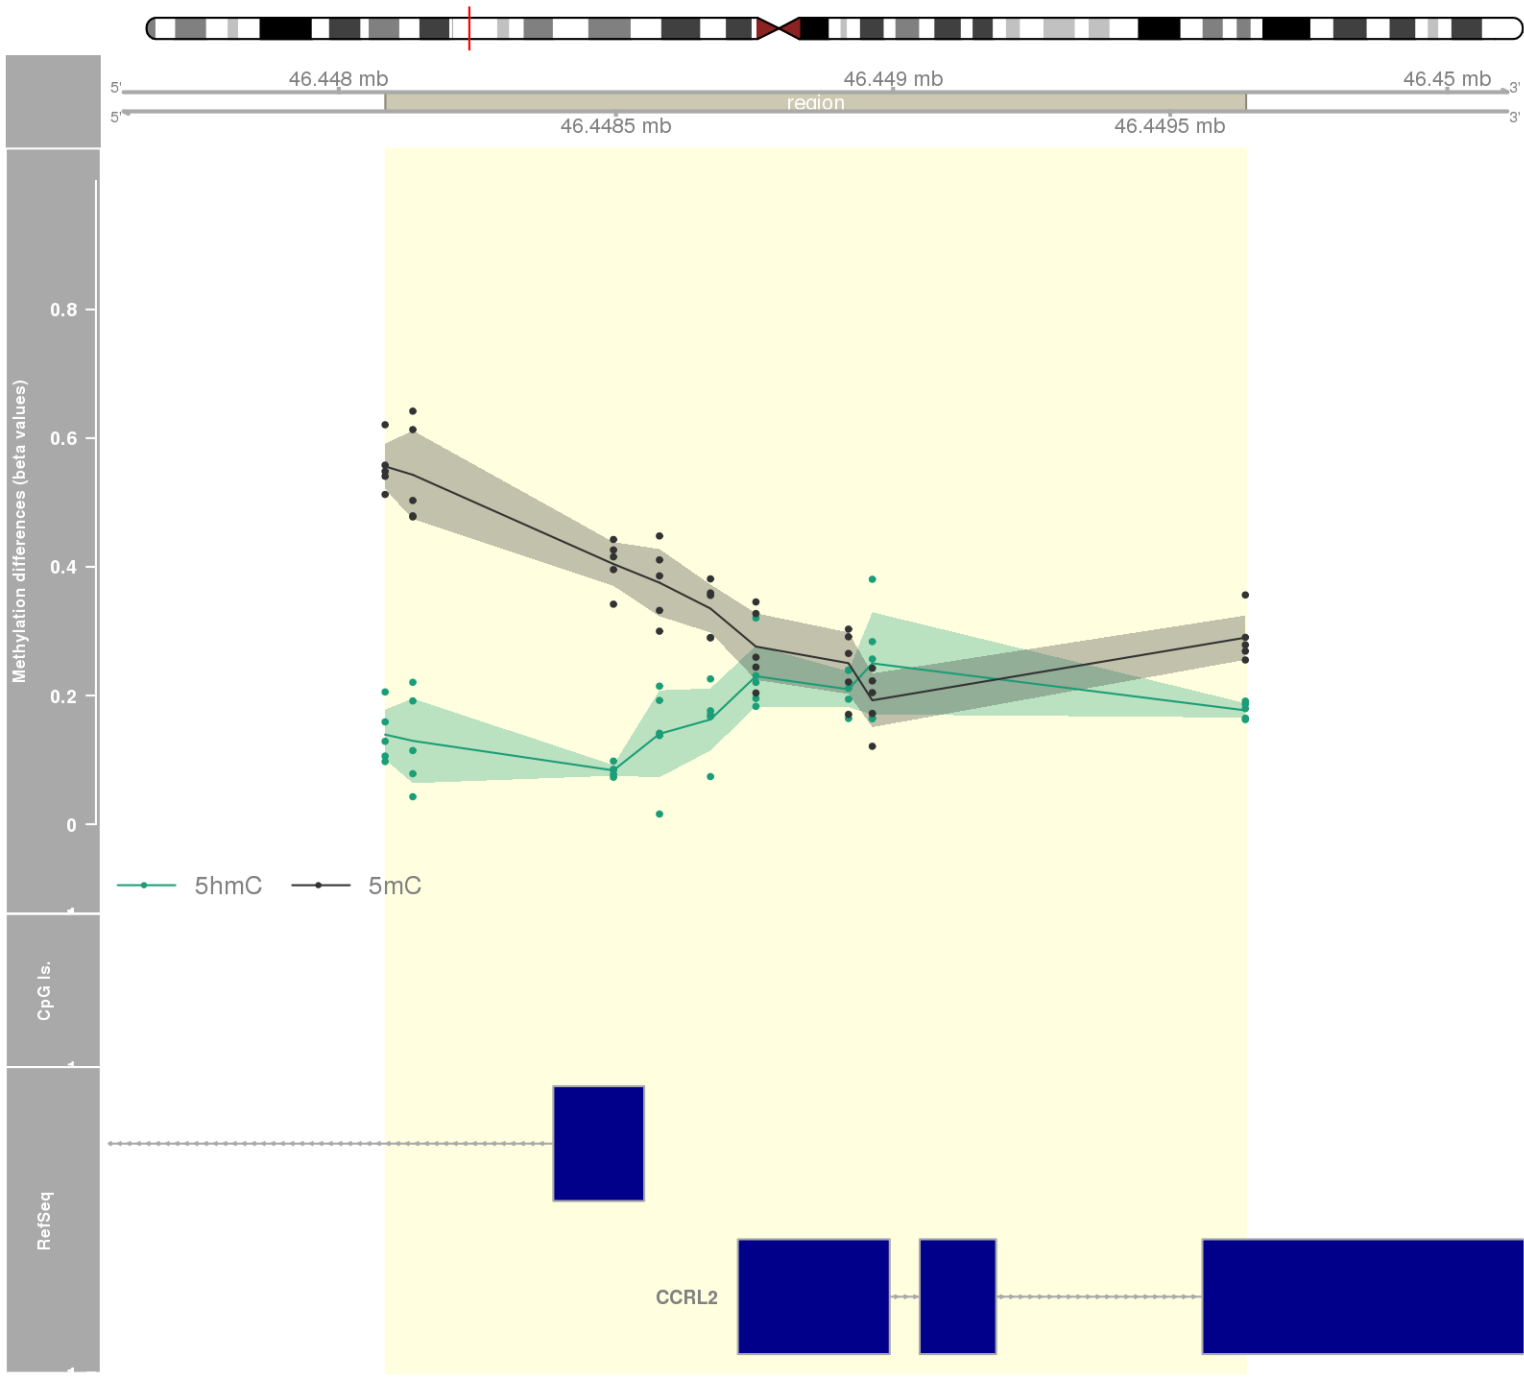 46.448 mb
46.449 mb
46.45 mb
5'
3'
region
5'
3'
46.4485 mb
46.4495 mb
Methylation differences (beta values)
0.8
0.6
0.4
0.2
0
5hmC
5mC
CpG Is.
RefSeq
CCRL2